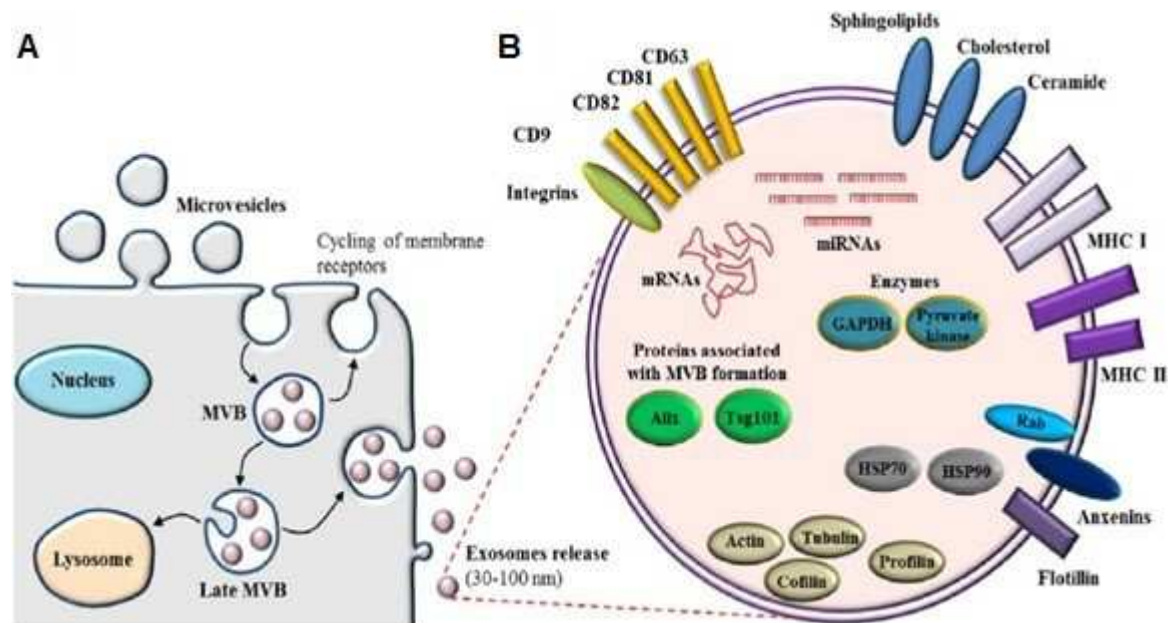 A
Microvesicles
Cycling of membrane
receptors
Nucleus
MVB
Lysosome
Late MVB
Exosomes release
(30-100 nm)
B
Sphingolipids
Cholesterol
Ceramide
CD63
CD81
CD82
CD9
Integrins
miRNAs
mRNAs
MHC I
Enzymes
GAPDH
Pyruvate
kinase
Proteins associated
with MVB formation
Alix
Tsg101
MHC II
Rab
HSP70
HSP90
Anxenins
Actin
Tubulin
Cofilin
Profilin
Flotillin